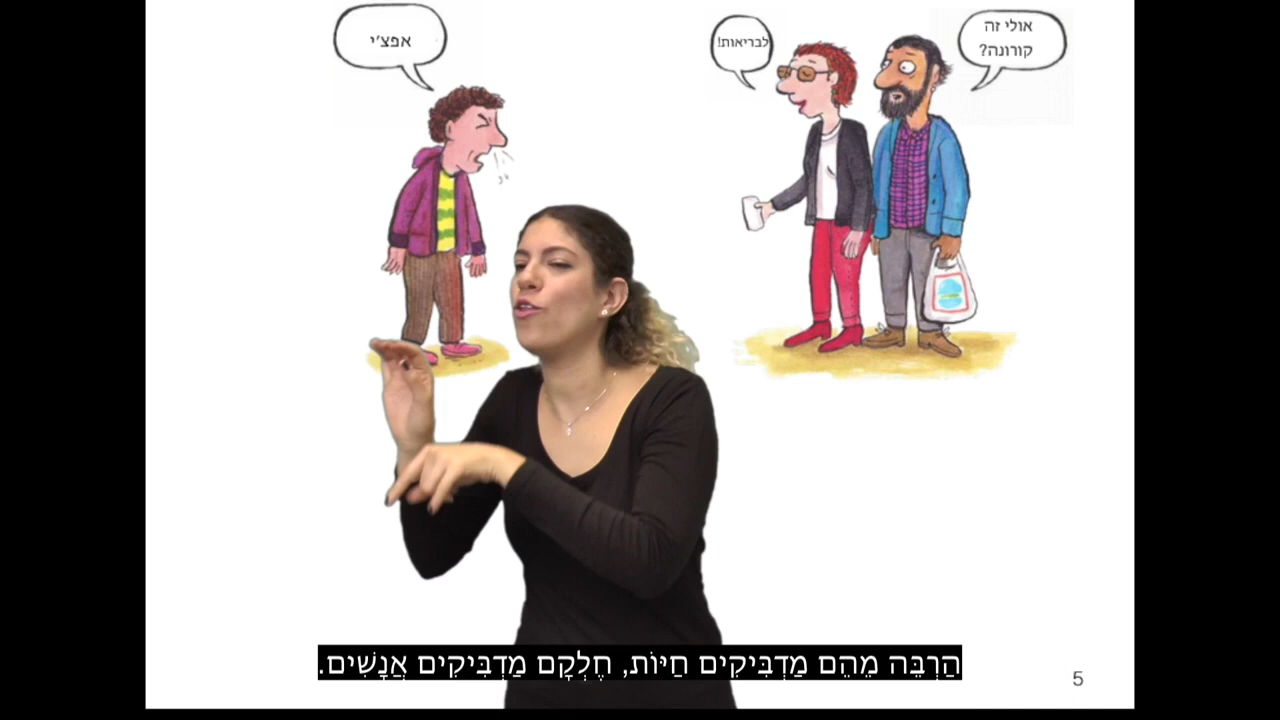 אפצ׳י
לבריאות!
אולי זה
קורונה?
הַרְבֵּה מֵהֵם מַדְבִּיקִים חַיּוֹת, חֶלְקָם מַדְבִּיקִים אֲנָשִׁים.
5